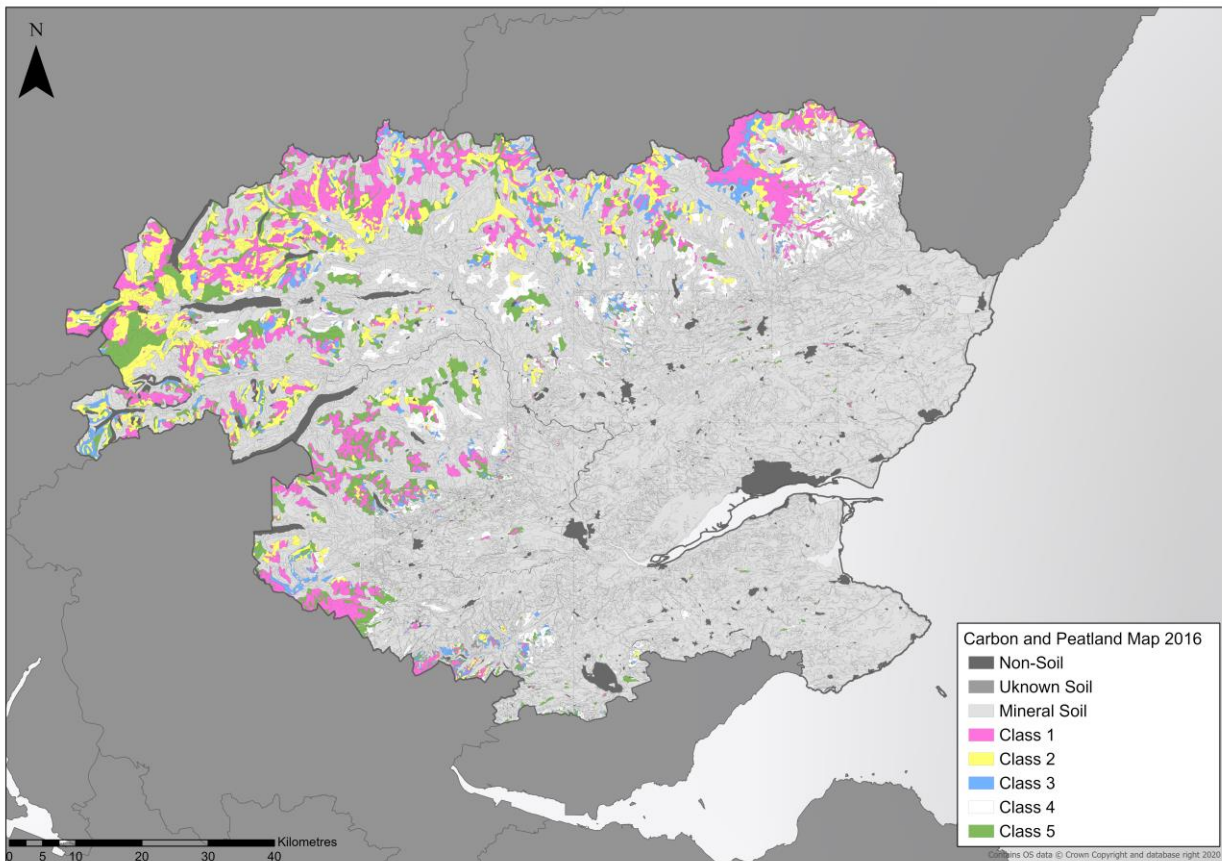 N
Carbon and Peatland Map 2016
Non-Soil
Uknown Soil
Mineral Soil
Class 1
Class 2
Class 3
Class 4
Class 5
Kilometres
0 5 10 20 30 40
Contains OS data © Crown Copyright and database right 2020